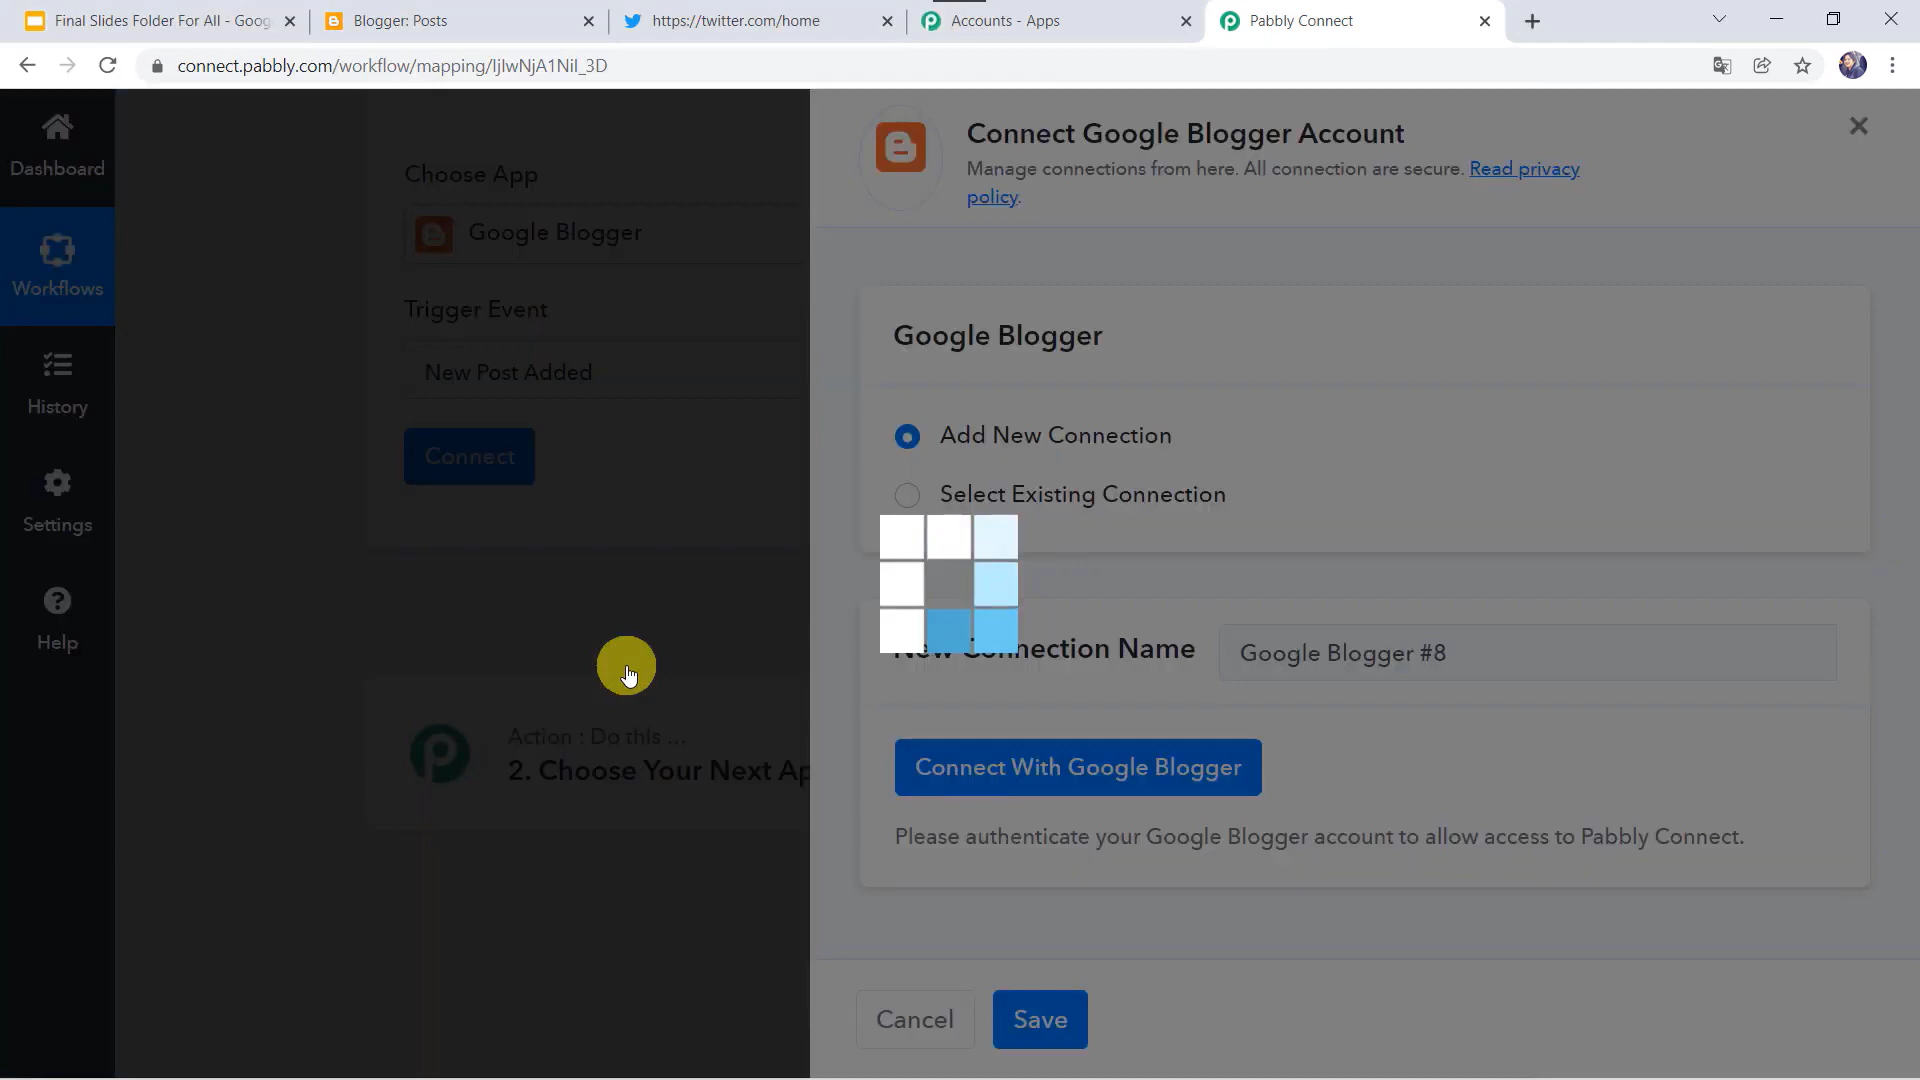 Final Slides Folder For All - Goog
Blogger: Posts
https://twitter.com/home
Accounts - Apps
Pabbly Connect
connect.pabbly.com/workflow/mapping/IjIwNjA1NiI_3D
Dashboard
Workflows
History
Settings
Help
Choose App
Google Blogger
Trigger Event
New Post Added
Connect
Action : Do this ...
2. Choose Your Next Ap
Connect Google Blogger Account
Manage connections from here. All connection are secure. Read privacy
policy.
Google Blogger
Add New Connection
Select Existing Connection
New Connection Name
Google Blogger #8
Connect With Google Blogger
Please authenticate your Google Blogger account to allow access to Pabbly Connect.
Cancel
Save